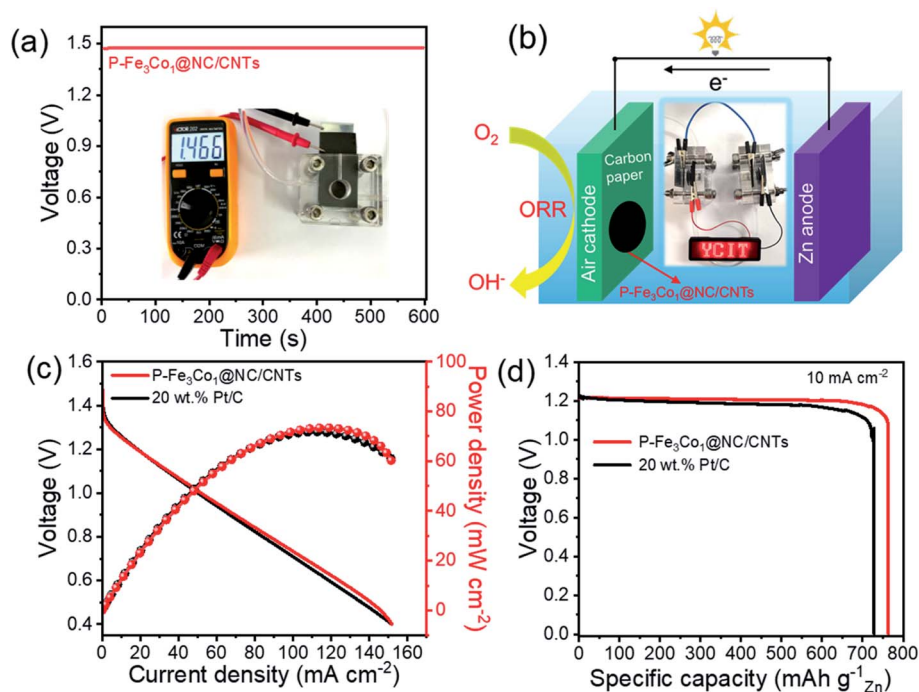 (a)
1.5
1.2
0.9
0.6
0.3
0.0
Voltage (V)
P-Fe₃Co₁@NC/CNTs
1.466
0 100 200 300 400 500 600
Time (s)
(b)
e⁻
O₂
ORR
OH⁻
Air cathode
Carbon
paper
YCIT
Zn anode
P-Fe₃Co₁@NC/CNTs
(c)
P-Fe₃Co₁@NC/CNTs
20 wt.% Pt/C
1.6
1.4
1.2
1.0
0.8
0.6
0.4
Voltage (V)
100
80
60
40
20
0
Power density (mW cm⁻²)
0 20 40 60 80 100 120 140 160
Current density (mA cm⁻²)
(d)
10 mA cm⁻²
P-Fe₃Co₁@NC/CNTs
20 wt.% Pt/C
1.4
1.2
1.0
0.8
0.6
0.4
0.2
0.0
Voltage (V)
0 100 200 300 400 500 600 700 800
Specific capacity (mAh g⁻¹Zn)